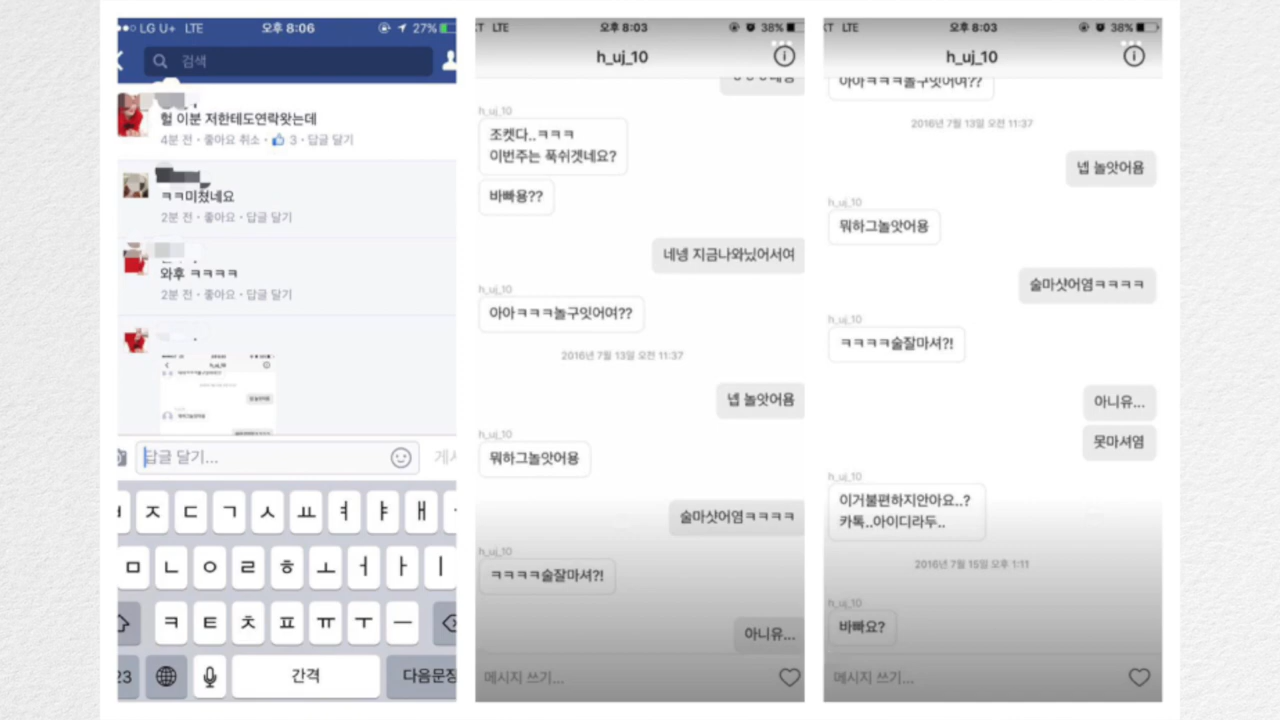 LG U+ LTE 오후 8:06 27%
검색
헐 이분 저한테도연락왓는데
4분 전 · 좋아요 취소 · 3 · 답글 달기
ㅋㅋ미쳤네요
2분 전 · 좋아요 · 답글 달기
와후 ㅋㅋㅋㅋ
2분 전 · 좋아요 · 답글 달기
h_uj_10
답글 달기...
ㅈ ㄷ ㄱ ㅅ ㅛ ㅕ ㅑ ㅐ
ㅁ ㄴ ㅇ ㄹ ㅎ ㅗ ㅓ ㅏ ㅣ
ㅋ ㅌ ㅊ ㅍ ㅠ ㅜ ㅡ
23 간격 다음문장
KT LTE 오후 8:03 38%
h_uj_10
h_uj_10
조켓다..ㅋㅋㅋ
이번주는 푹쉬겟네요?
바빠용??
네넹 지금나와닜어서여
h_uj_10
아아ㅋㅋㅋ놀구잇어여??
2016년 7월 13일 오전 11:37
넵 놀앗어욤
h_uj_10
뭐하그놀앗어용
술마샷어염ㅋㅋㅋㅋ
h_uj_10
ㅋㅋㅋㅋ술잘마셔?!
아니유...
메시지 쓰기...
KT LTE 오후 8:03 38%
h_uj_10
아아ㅋㅋㅋ놀구잇어여??
2016년 7월 13일 오전 11:37
넵 놀앗어욤
h_uj_10
뭐하그놀앗어용
술마샷어염ㅋㅋㅋㅋ
h_uj_10
ㅋㅋㅋㅋ술잘마셔?!
아니유...
못마셔염
h_uj_10
이거불편하지안아요..?
카톡..아이디라두..
2016년 7월 15일 오후 1:11
h_uj_10
바빠요?
메시지 쓰기...